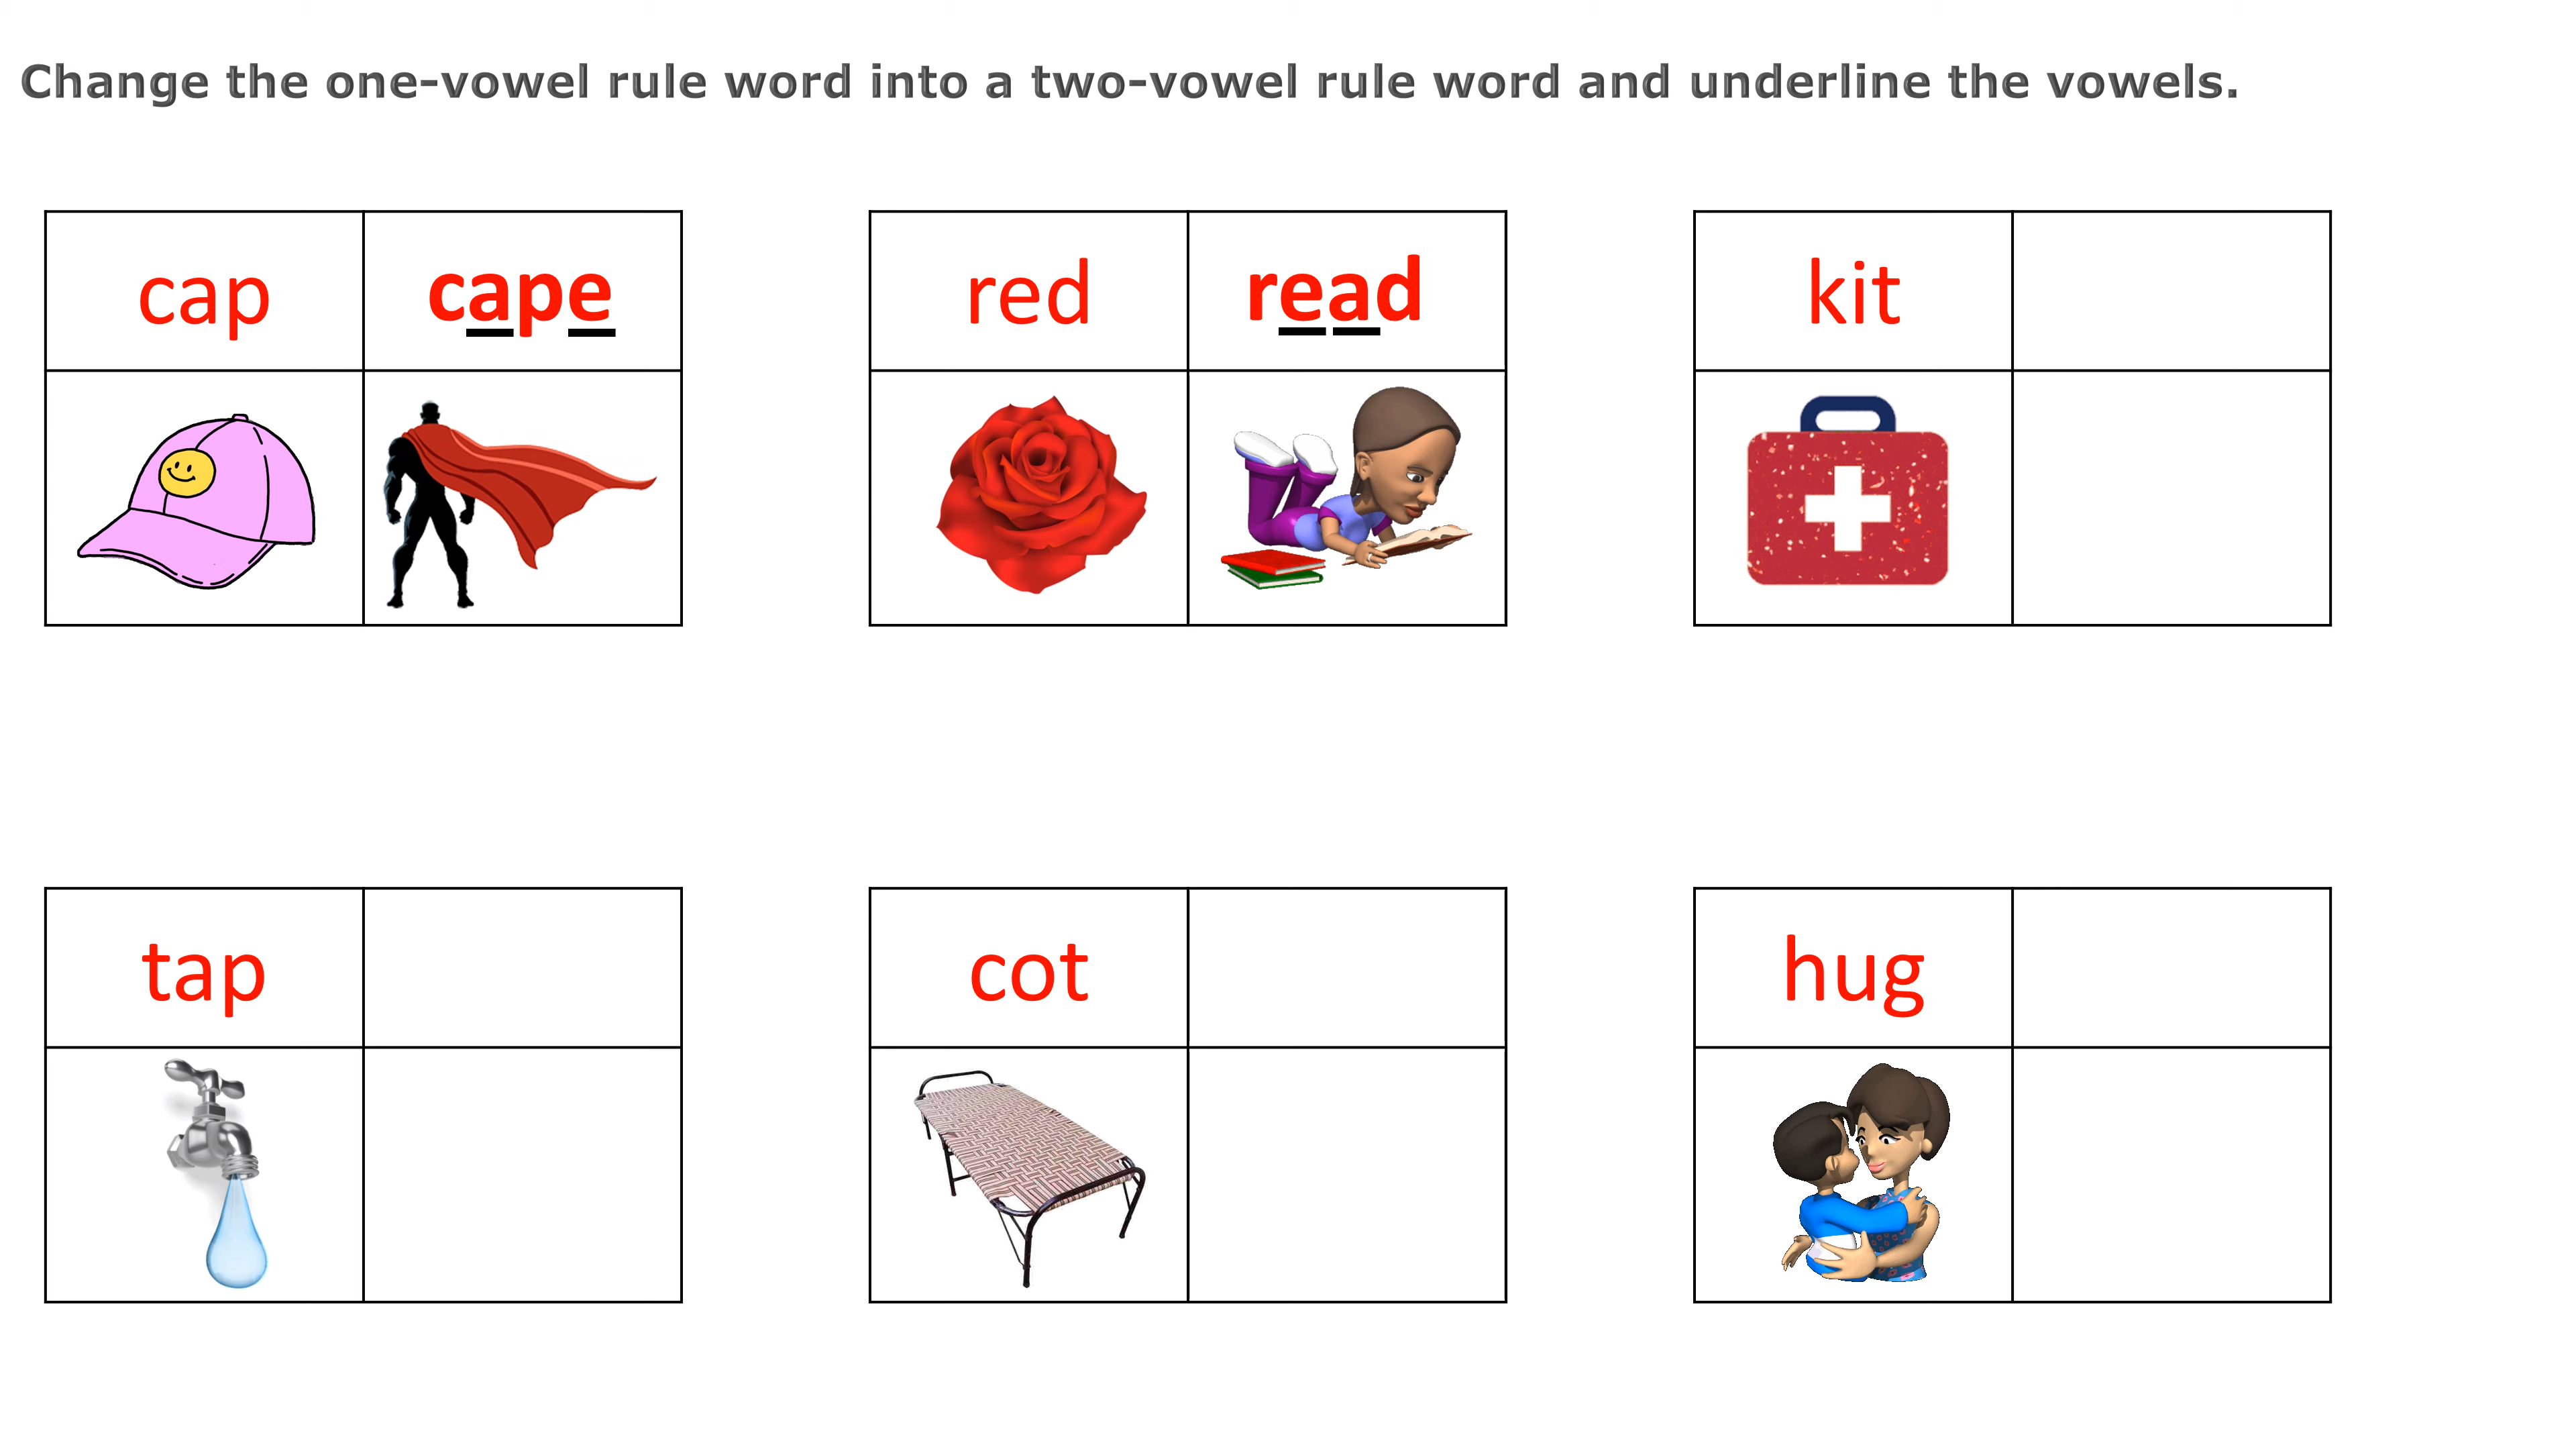 Change the one-vowel rule word into a two-vowel rule word and underline the vowels.
cap cape
red read
kit
tap
cot
hug